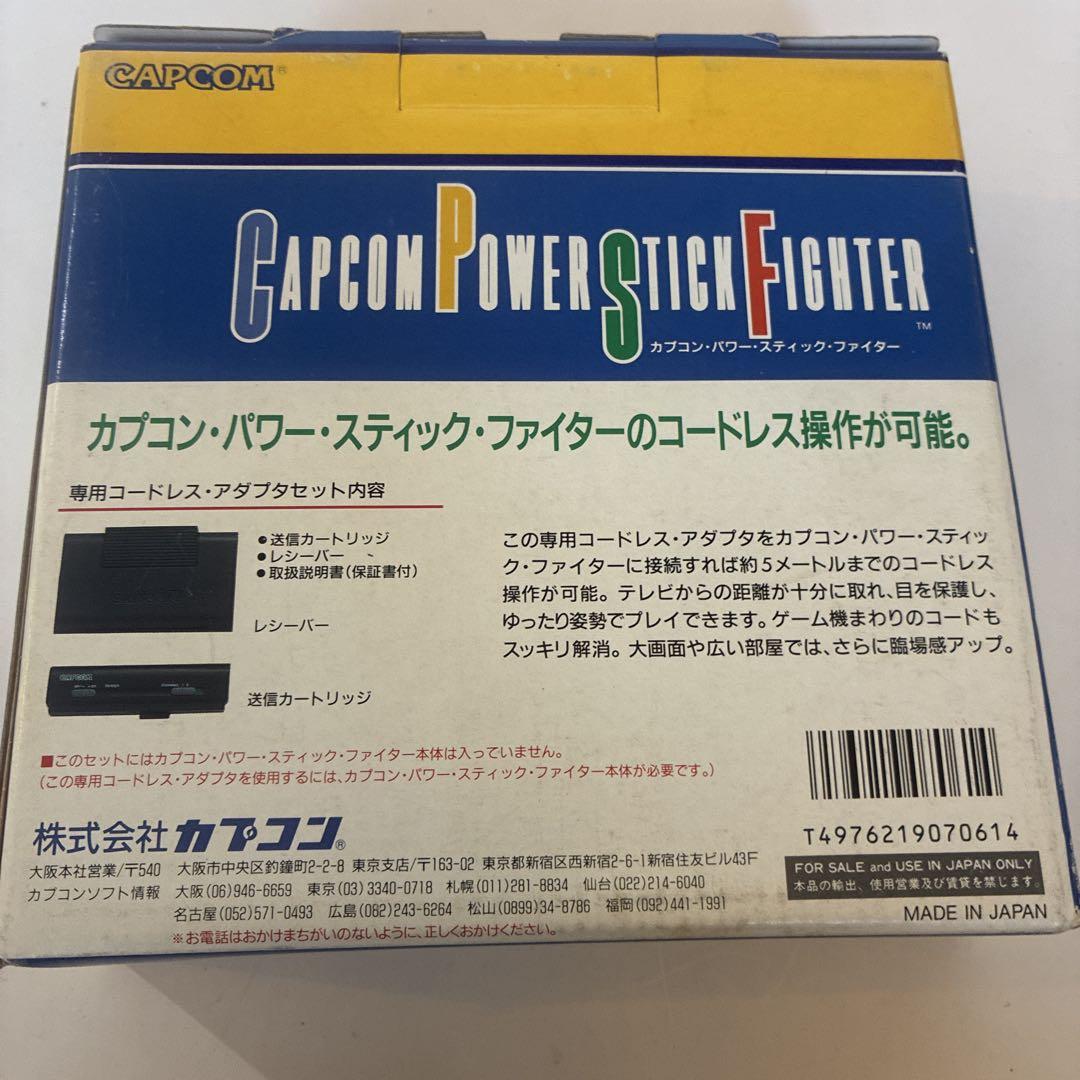 CAPCOM®
CAPCOM POWER STICK FIGHTER™
カプコン・パワー・スティック・ファイター
カプコン・パワー・スティック・ファイターのコードレス操作が可能。
専用コードレス・アダプタセット内容
●送信カートリッジ
●レシーバー
●取扱説明書(保証書付)
レシーバー
CAPCOM
送信カートリッジ
この専用コードレス・アダプタをカプコン・パワー・スティッ
ク・ファイターに接続すれば約5メートルまでのコードレス
操作が可能。テレビからの距離が十分に取れ、目を保護し、
ゆったり姿勢でプレイできます。ゲーム機まわりのコードも
スッキリ解消。大画面や広い部屋では、さらに臨場感アップ。
■このセットにはカプコン・パワー・スティック・ファイター本体は入っていません。
(この専用コードレス・アダプタを使用するには、カプコン・パワー・スティック・ファイター本体が必要です。)
株式会社カプコン®
大阪本社営業/〒540 大阪市中央区釣鐘町2-2-8 東京支店/〒163-02 東京都新宿区西新宿2-6-1新宿住友ビル43F
カプコンソフト情報 大阪(06)946-6659 東京(03)3340-0718 札幌(011)281-8834 仙台(022)214-6040
名古屋(052)571-0493 広島(082)243-6264 松山(0899)34-8786 福岡(092)441-1991
※お電話はおかけまちがいのないように、正しくおかけください。
T4976219070614
FOR SALE and USE IN JAPAN ONLY
本品の輸出、使用営業及び賃貸を禁じます。
MADE IN JAPAN